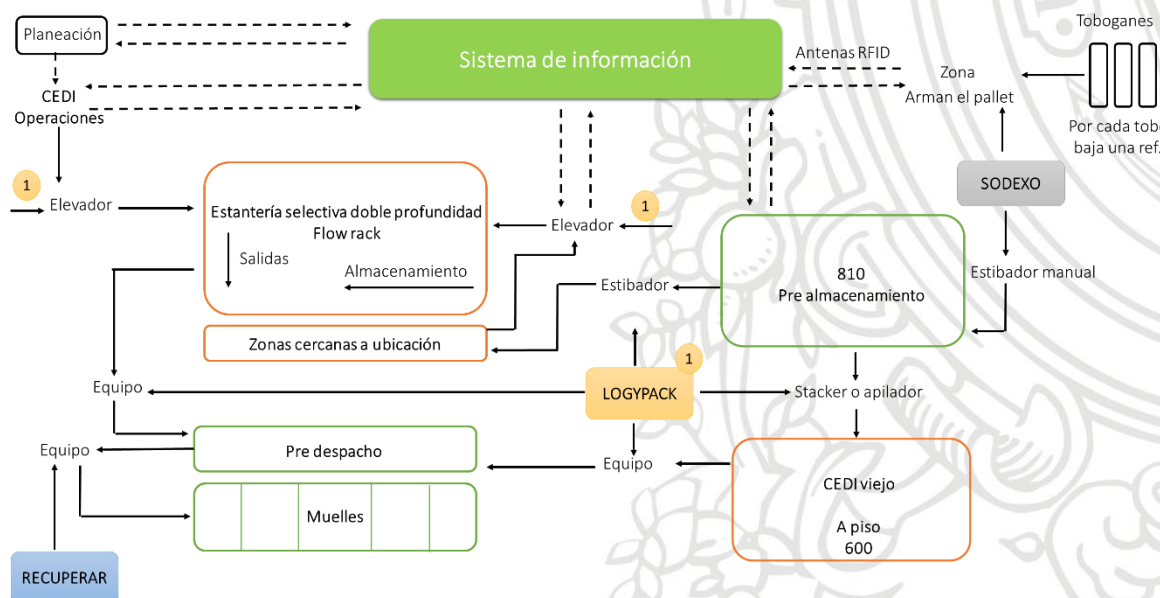 Planeación
Sistema de información
Toboganes
Antenas RFID
Zona
Arman el pallet
CEDI
Operaciones
Por cada tobo
baja una ref.
SODEXO
1
Elevador
Estantería selectiva doble profundidad
Flow rack
Salidas
Almacenamiento
1
Elevador
810
Pre almacenamiento
Estibador manual
Estibador
Zonas cercanas a ubicación
1
Equipo
LOGYPACK
Stacker o apilador
Equipo
Pre despacho
Equipo
CEDI viejo
Muelles
A piso
600
RECUPERAR